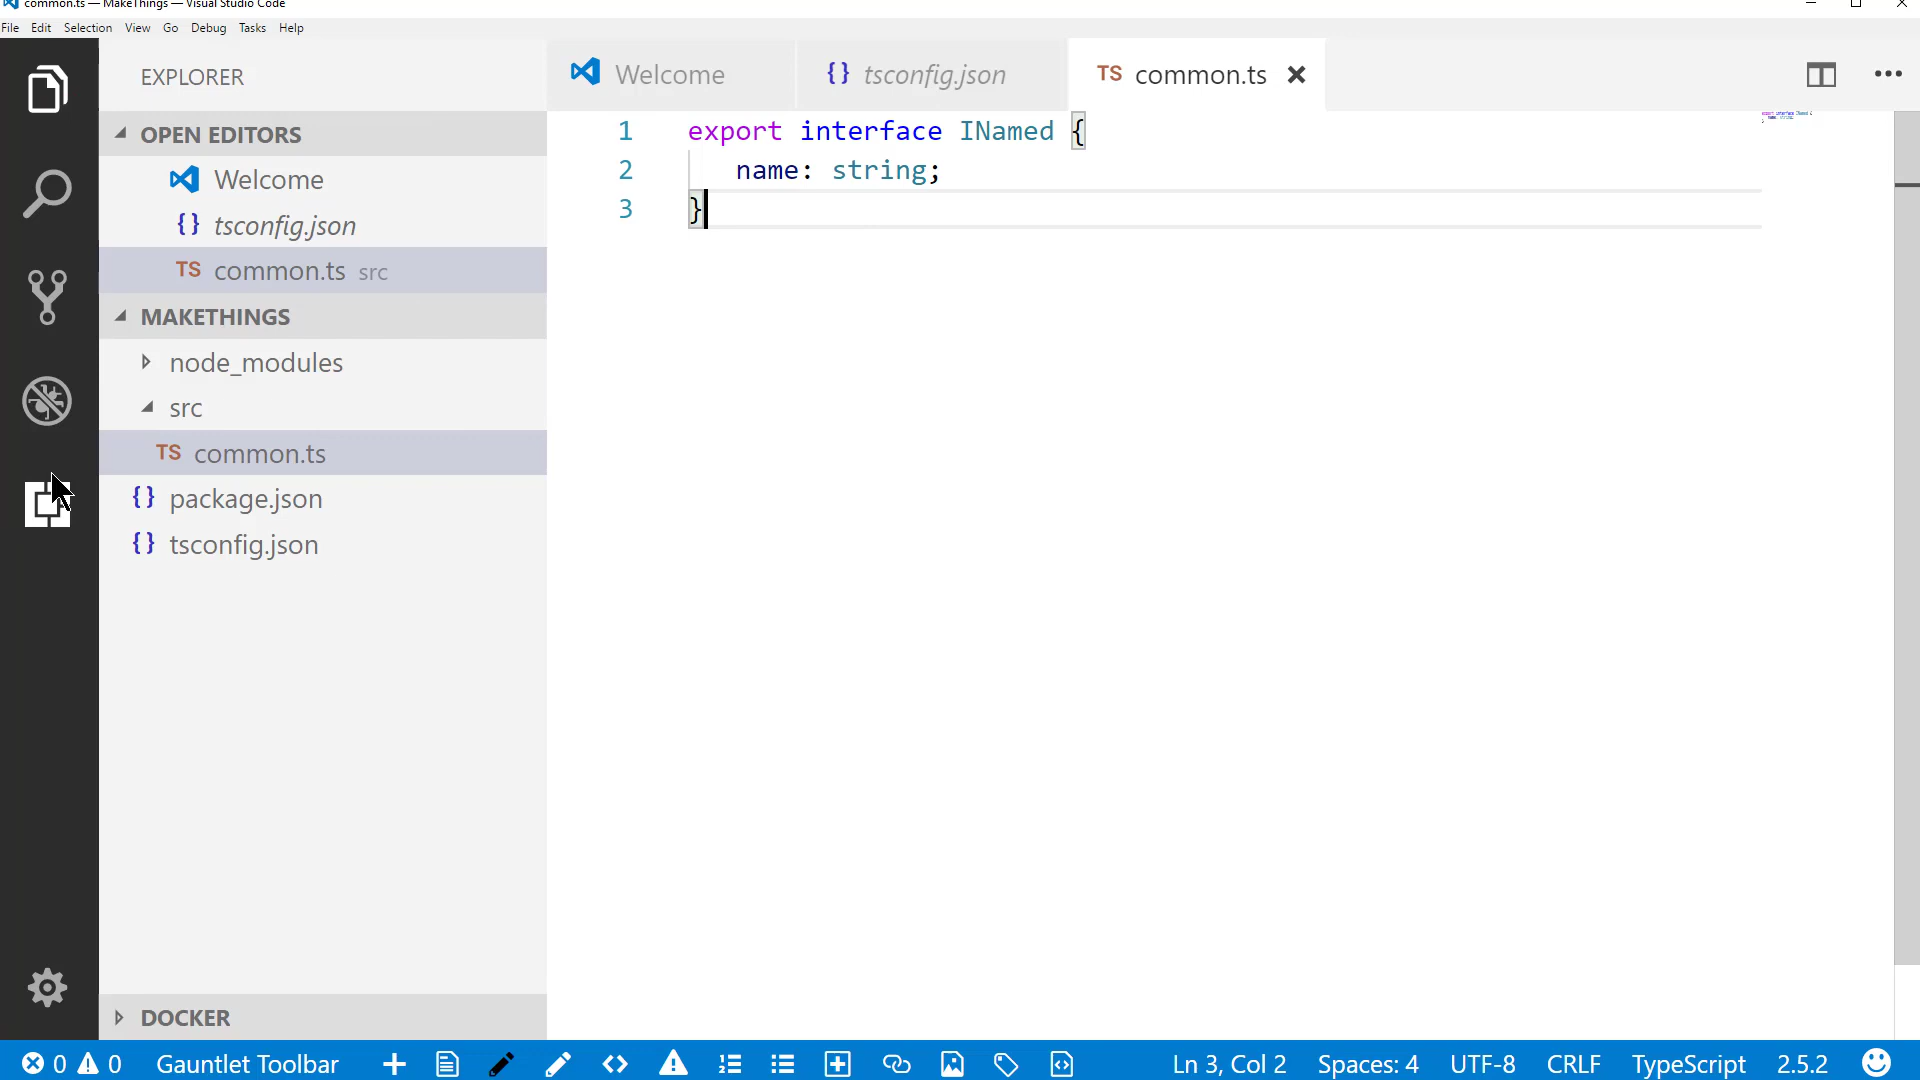 common.ts — MakeThings — Visual Studio Code
File Edit Selection View Go Debug Tasks Help
EXPLORER
Welcome
{} tsconfig.json
TS common.ts
OPEN EDITORS
Welcome
{} tsconfig.json
TS common.ts src
MAKETHINGS
node_modules
src
TS common.ts
{} package.json
{} tsconfig.json
DOCKER
1 export interface INamed {
2 name: string;
3 }
0 0 Gauntlet Toolbar Ln 3, Col 2 Spaces: 4 UTF-8 CRLF TypeScript 2.5.2